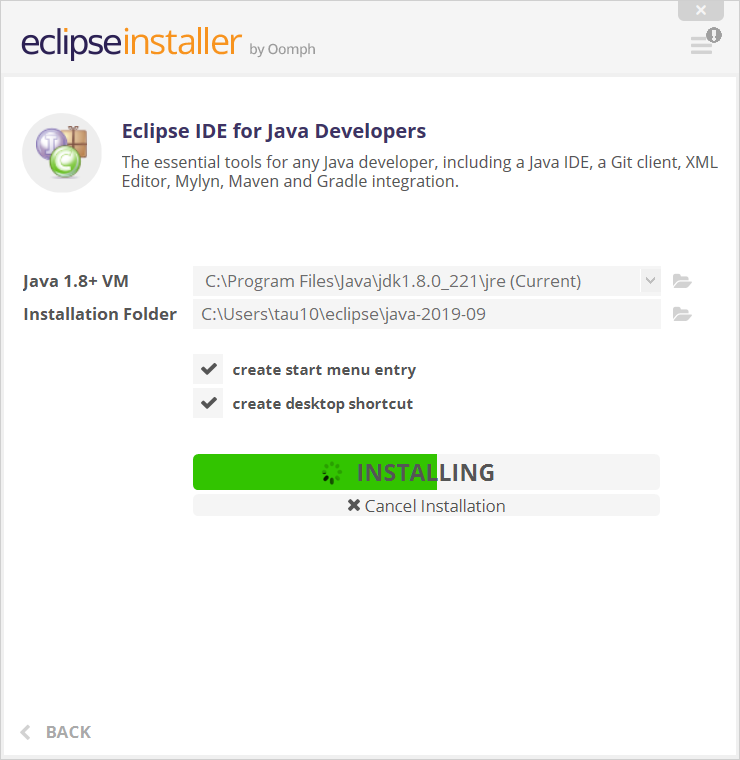 eclipseinstaller by Oomph
Eclipse IDE for Java Developers
The essential tools for any Java developer, including a Java IDE, a Git client, XML
Editor, Mylyn, Maven and Gradle integration.
Java 1.8+ VM C:\Program Files\Java\jdk1.8.0_221\jre (Current)
Installation Folder C:\Users\tau10\eclipse\java-2019-09
create start menu entry
create desktop shortcut
INSTALLING
Cancel Installation
BACK